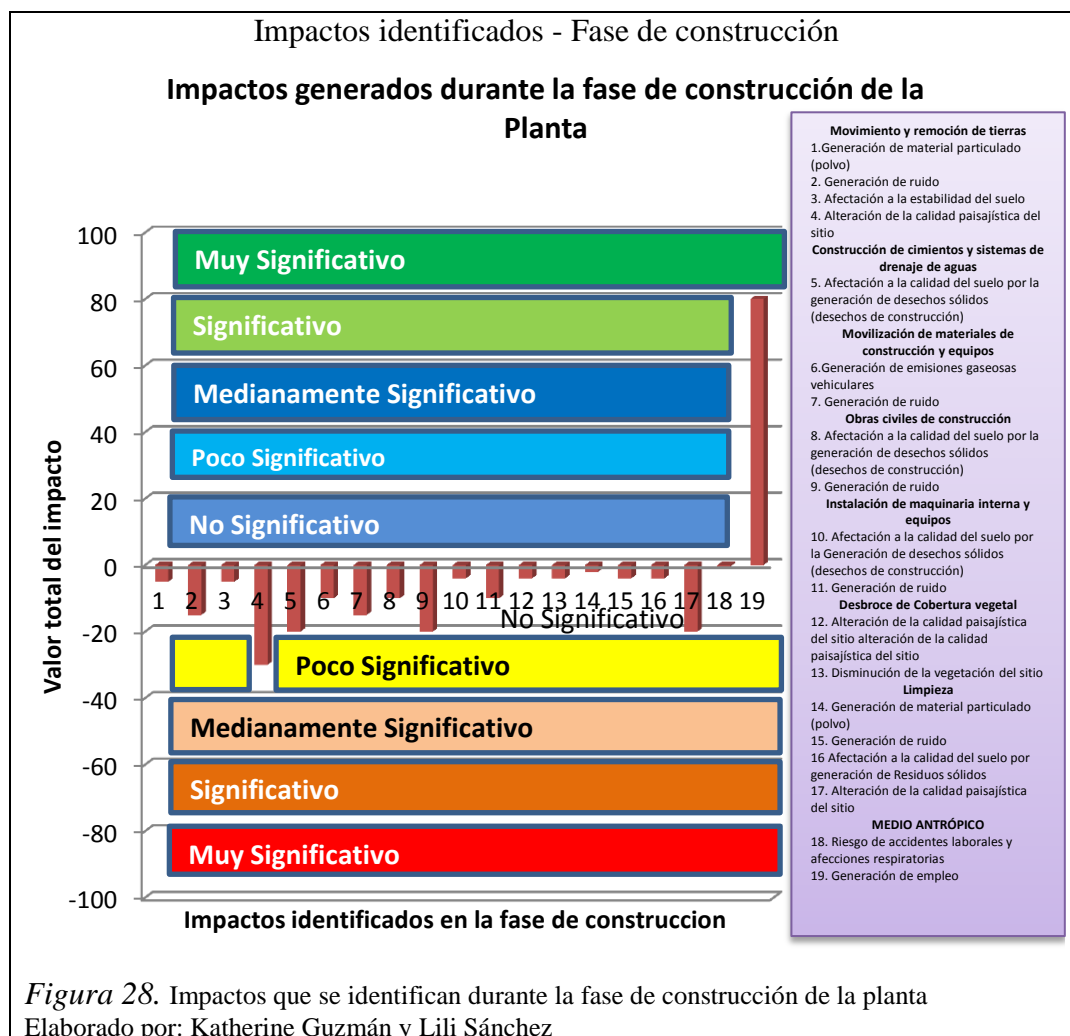 Impactos identificados - Fase de construcción
Impactos generados durante la fase de construcción de la
Planta
Valor total del impacto
100
80
60
40
20
0
-20
-40
-60
-80
-100
Muy Significativo
Significativo
Medianamente Significativo
Poco Significativo
No Significativo
1 2 3 4 5 6 7 8 9 10 11 12 13 14 15 16 17 18 19
No Significativo
Poco Significativo
Medianamente Significativo
Significativo
Muy Significativo
Impactos identificados en la fase de construccion
Movimiento y remoción de tierras
1.Generación de material particulado
(polvo)
2. Generación de ruido
3. Afectación a la estabilidad del suelo
4. Alteración de la calidad paisajística del
sitio
Construcción de cimientos y sistemas de
drenaje de aguas
5. Afectación a la calidad del suelo por la
generación de desechos sólidos
(desechos de construcción)
Movilización de materiales de
construcción y equipos
6.Generación de emisiones gaseosas
vehiculares
7. Generación de ruido
Obras civiles de construcción
8. Afectación a la calidad del suelo por la
generación de desechos sólidos
(desechos de construcción)
9. Generación de ruido
Instalación de maquinaria interna y
equipos
10. Afectación a la calidad del suelo por
la Generación de desechos sólidos
(desechos de construcción)
11. Generación de ruido
Desbroce de Cobertura vegetal
12. Alteración de la calidad paisajística
del sitio alteración de la calidad
paisajística del sitio
13. Disminución de la vegetación del sitio
Limpieza
14. Generación de material particulado
(polvo)
15. Generación de ruido
16 Afectación a la calidad del suelo por
generación de Residuos sólidos
17. Alteración de la calidad paisajística
del sitio
MEDIO ANTRÓPICO
18. Riesgo de accidentes laborales y
afecciones respiratorias
19. Generación de empleo
Figura 28. Impactos que se identifican durante la fase de construcción de la planta
Elaborado por: Katherine Guzmán y Lili Sánchez